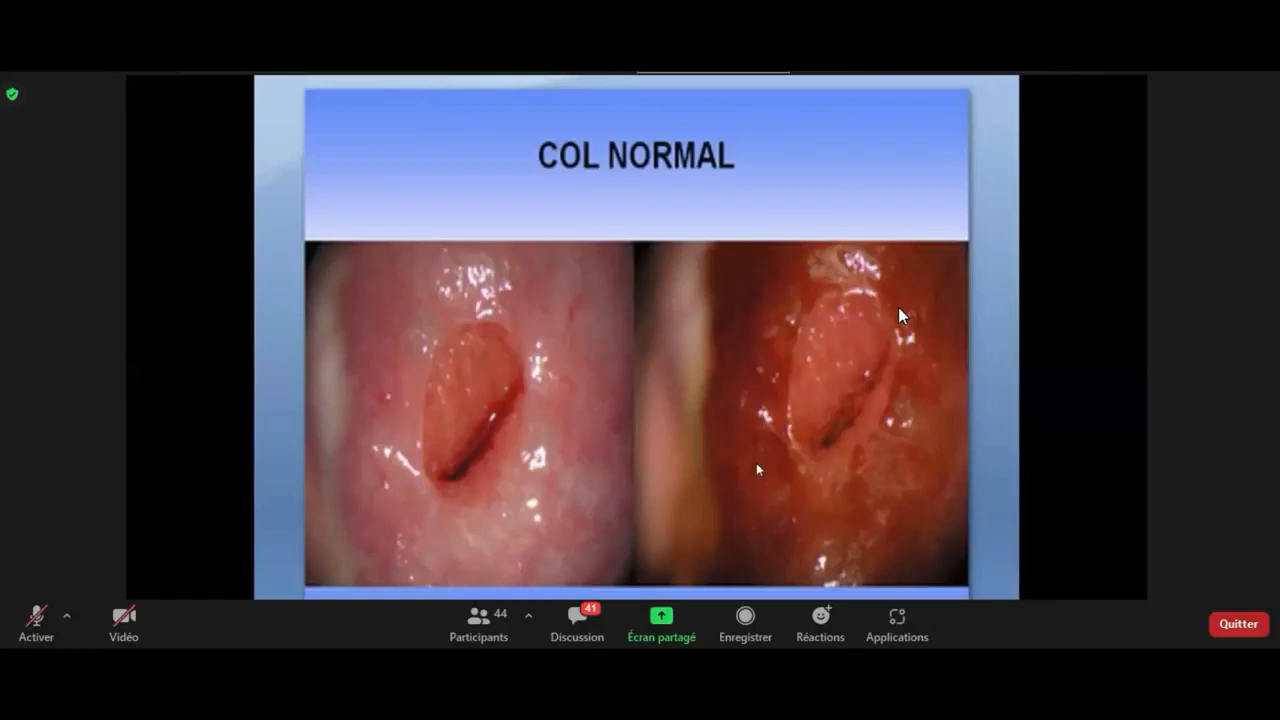 COL NORMAL
Activer
Vidéo
44
Participants
41
Discussion
Écran partagé
Enregistrer
Réactions
Applications
Quitter